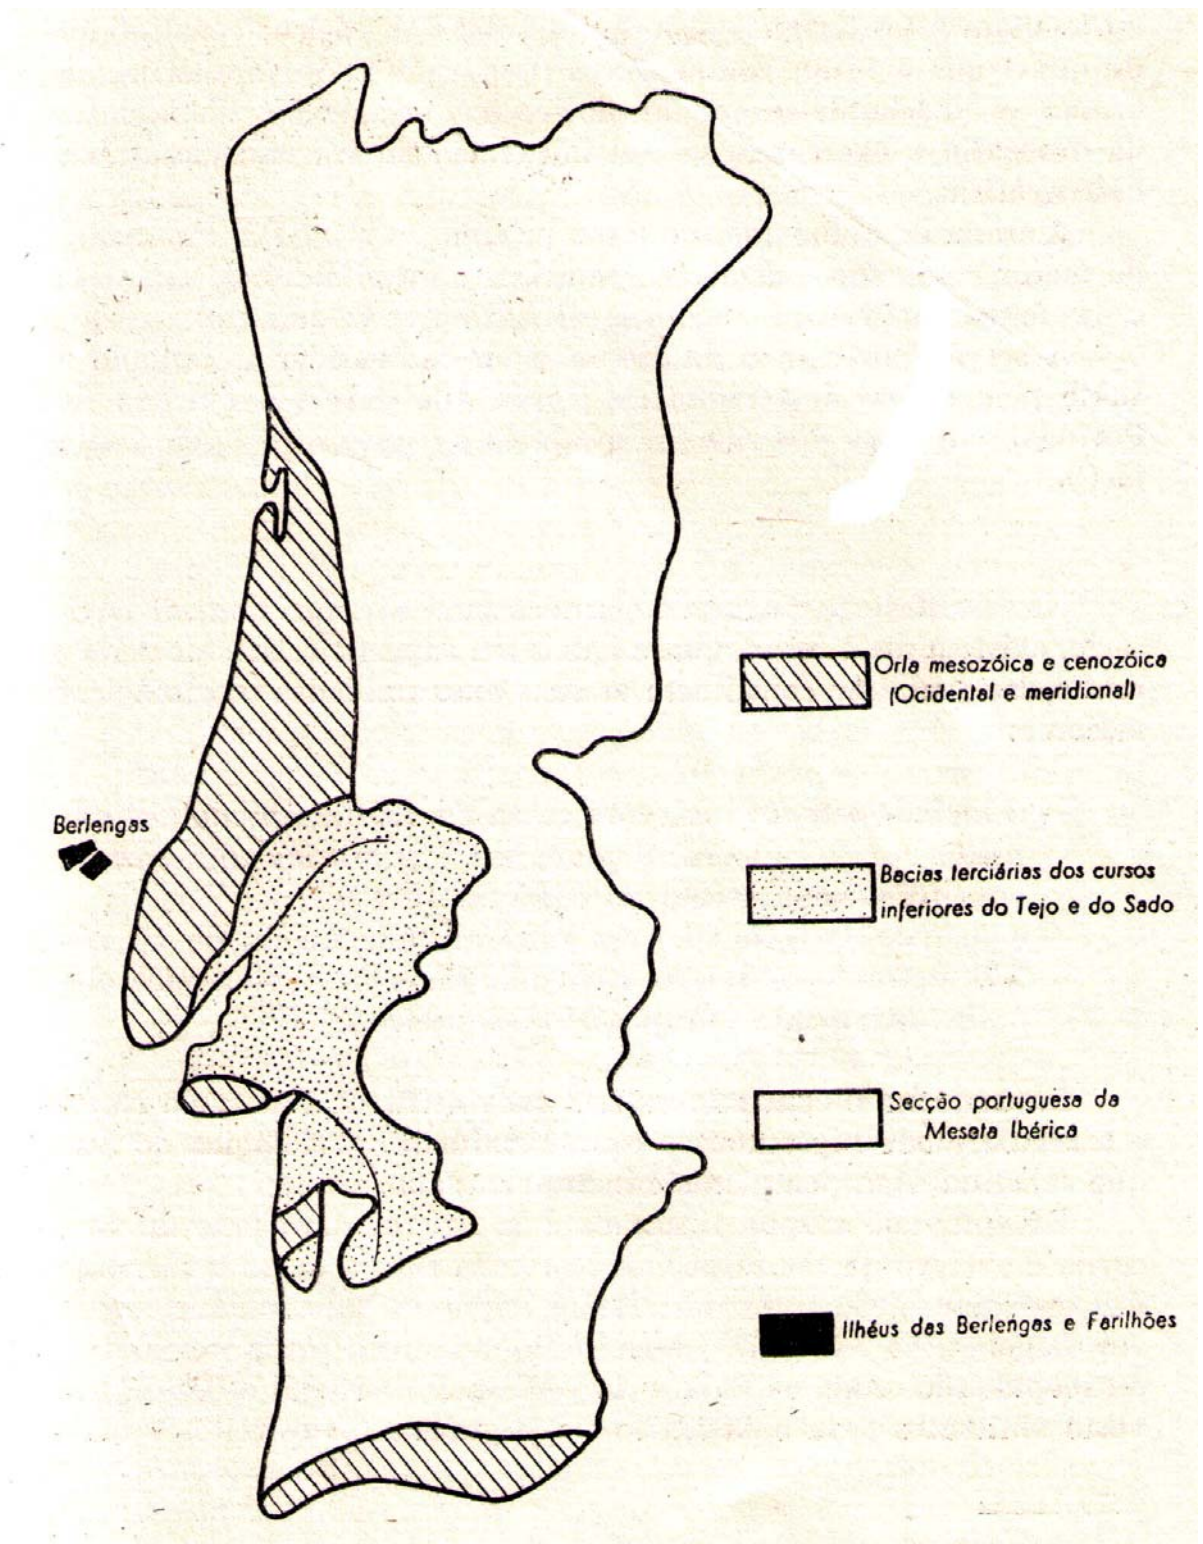 Berlengas
Orla mesozóica e cenozóica
(Ocidental e meridional)
Bacias terciárias dos cursos
inferiores do Tejo e do Sado
Secção portuguesa da
Meseta Ibérica
Ilhéus das Berlengas e Farilhões